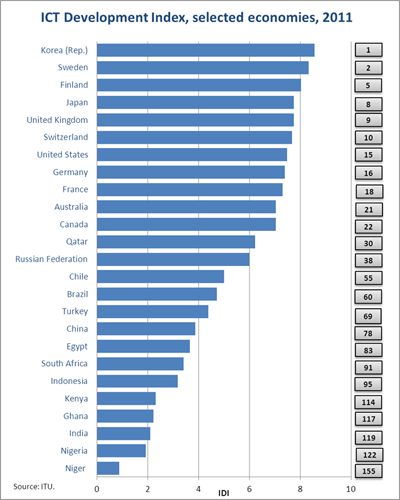 ICT Development Index, selected economies, 2011
Korea (Rep.) 1
Sweden 2
Finland 5
Japan 8
United Kingdom 9
Switzerland 10
United States 15
Germany 16
France 18
Australia 21
Canada 22
Qatar 30
Russian Federation 38
Chile 55
Brazil 60
Turkey 69
China 78
Egypt 83
South Africa 91
Indonesia 95
Kenya 114
Ghana 117
India 119
Nigeria 122
Niger 155
0 2 4 6 8 10
Source: ITU. IDI